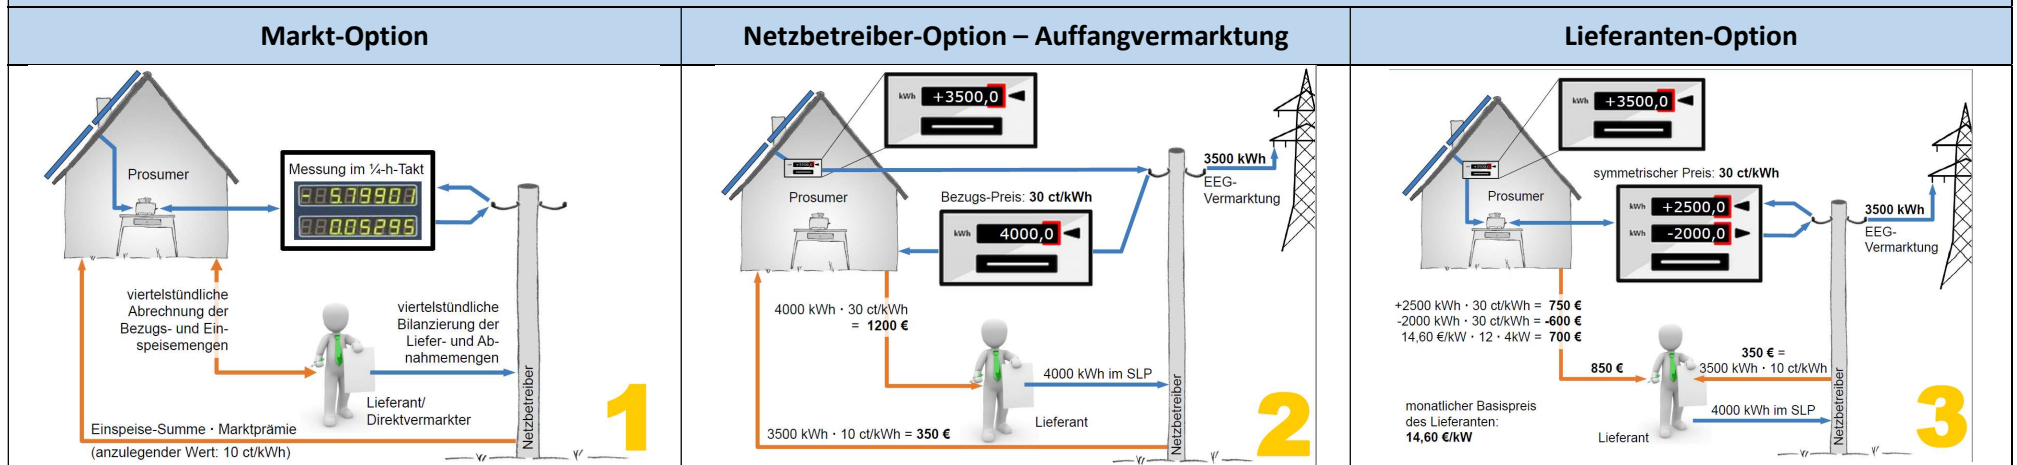 Markt-Option
Netzbetreiber-Option – Auffangvermarktung
Lieferanten-Option
Prosumer
Messung im ¼-h-Takt
- 5.79901
0.05295
viertelstündliche
Abrechnung der
Bezugs- und Ein-
speisemengen
viertelstündliche
Bilanzierung der
Liefer- und Ab-
nahmemengen
Lieferant/
Direktvermarkter
Netzbetreiber
Einspeise-Summe · Marktprämie
(anzulegender Wert: 10 ct/kWh)
1
kWh +3500,0
Prosumer
3500 kWh
EEG-
Vermarktung
Bezugs-Preis: 30 ct/kWh
kWh 4000,0
4000 kWh · 30 ct/kWh
= 1200 €
4000 kWh im SLP
Lieferant
Netzbetreiber
3500 kWh · 10 ct/kWh = 350 €
2
kWh +3500,0
symmetrischer Preis: 30 ct/kWh
Prosumer
kWh +2500,0
kWh -2000,0
3500 kWh
EEG-
Vermarktung
+2500 kWh · 30 ct/kWh = 750 €
-2000 kWh · 30 ct/kWh = -600 €
14,60 €/kW · 12 · 4kW = 700 €
850 €
350 € =
3500 kWh · 10 ct/kWh
monatlicher Basispreis
des Lieferanten:
14,60 €/kW
4000 kWh im SLP
Lieferant
Netzbetreiber
3